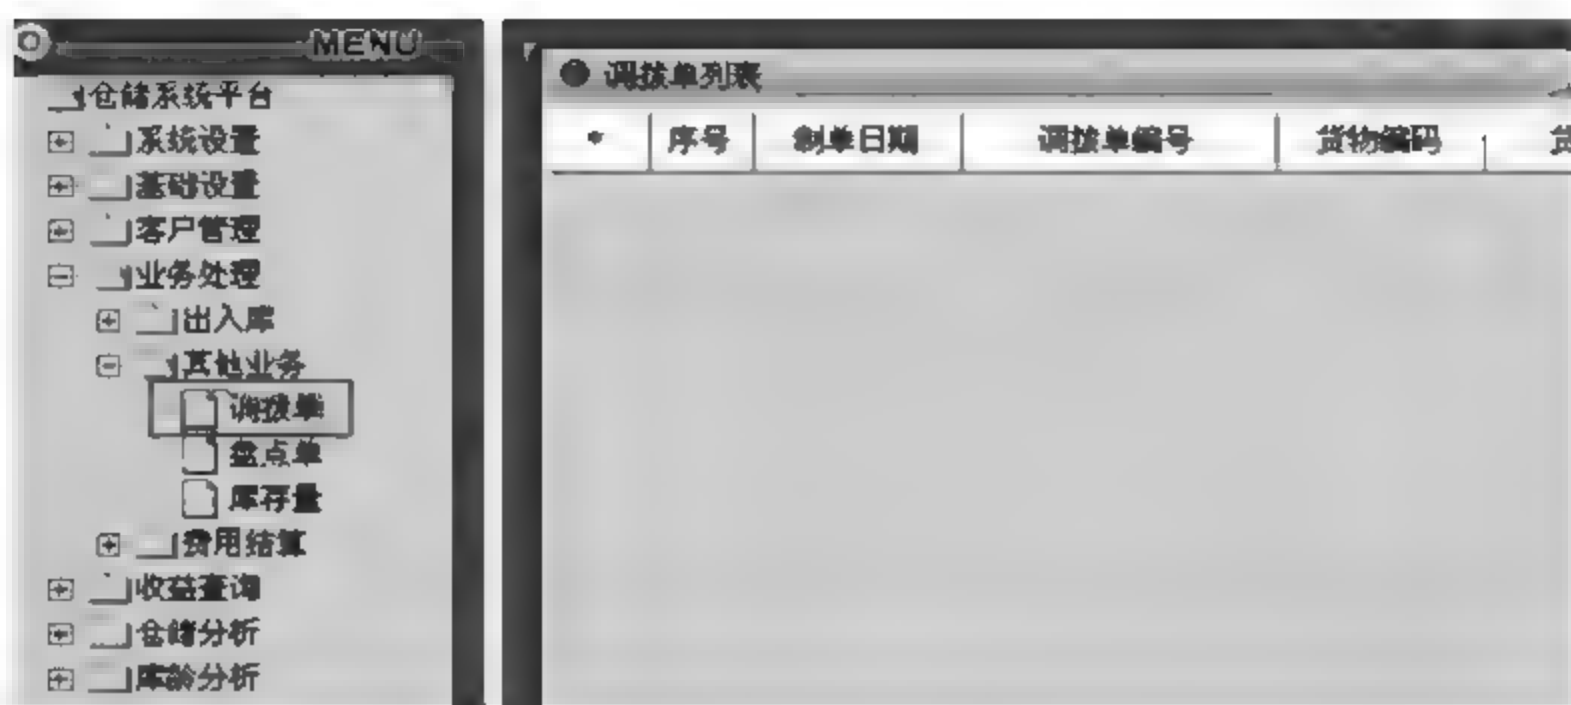 MENU
仓储系统平台
系统设置
基础设置
客户管理
业务处理
出入库
其他业务
调拨单
盘点单
库存量
费用结算
收益查询
仓储分析
库龄分析
调拨单列表
* 序号 制单日期 调拨单编号 货物编码